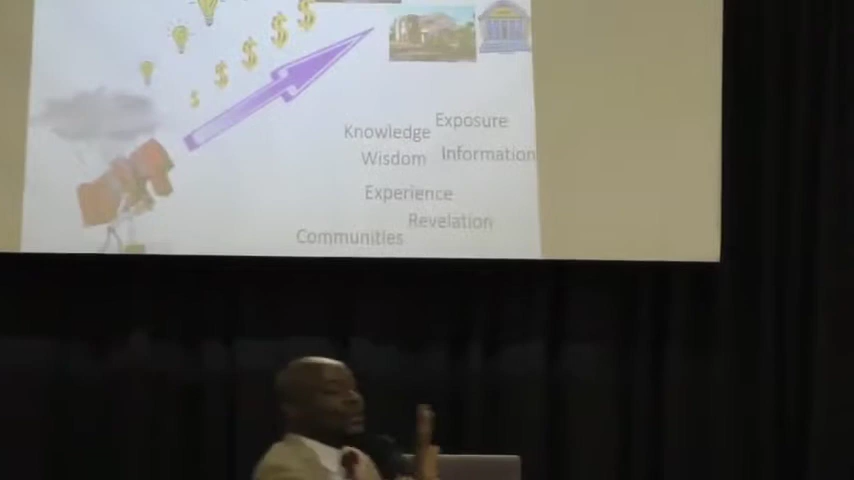 Knowledge Exposure
Wisdom Information
Experience
Revelation
Communities